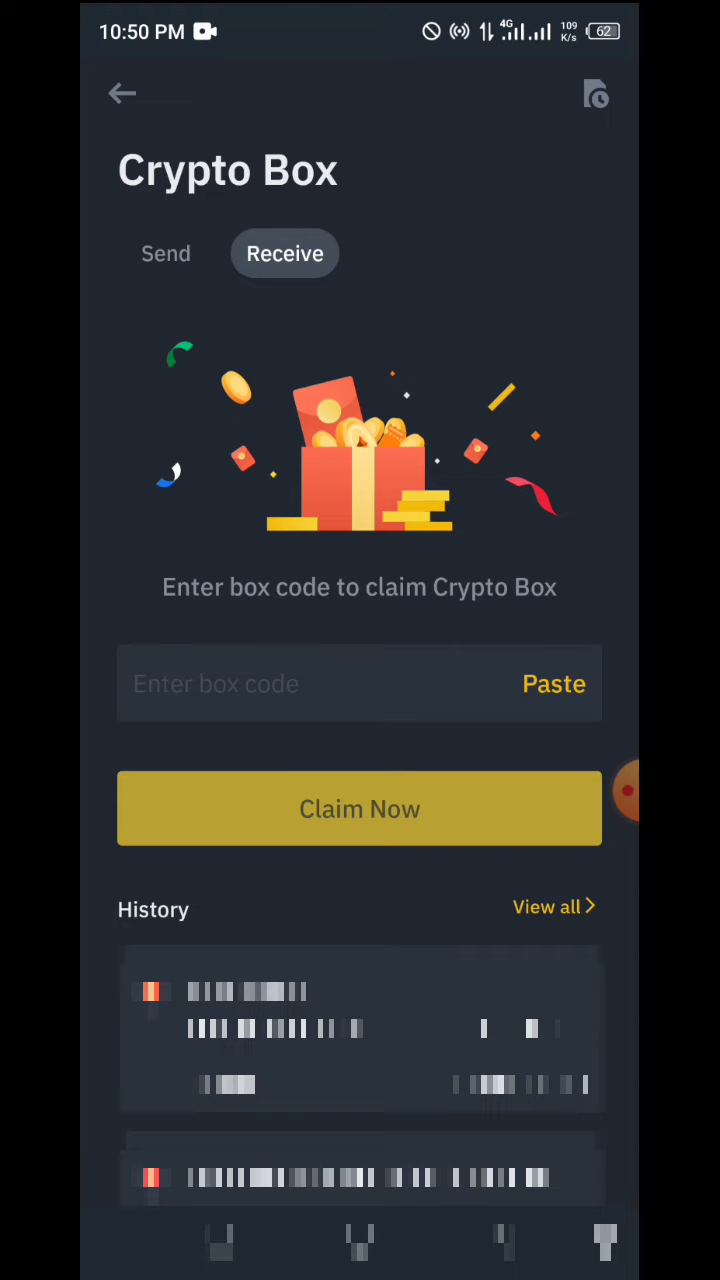 10:50 PM
4G
109
K/s
62
Crypto Box
Send
Receive
Enter box code to claim Crypto Box
Enter box code
Paste
Claim Now
History
View all